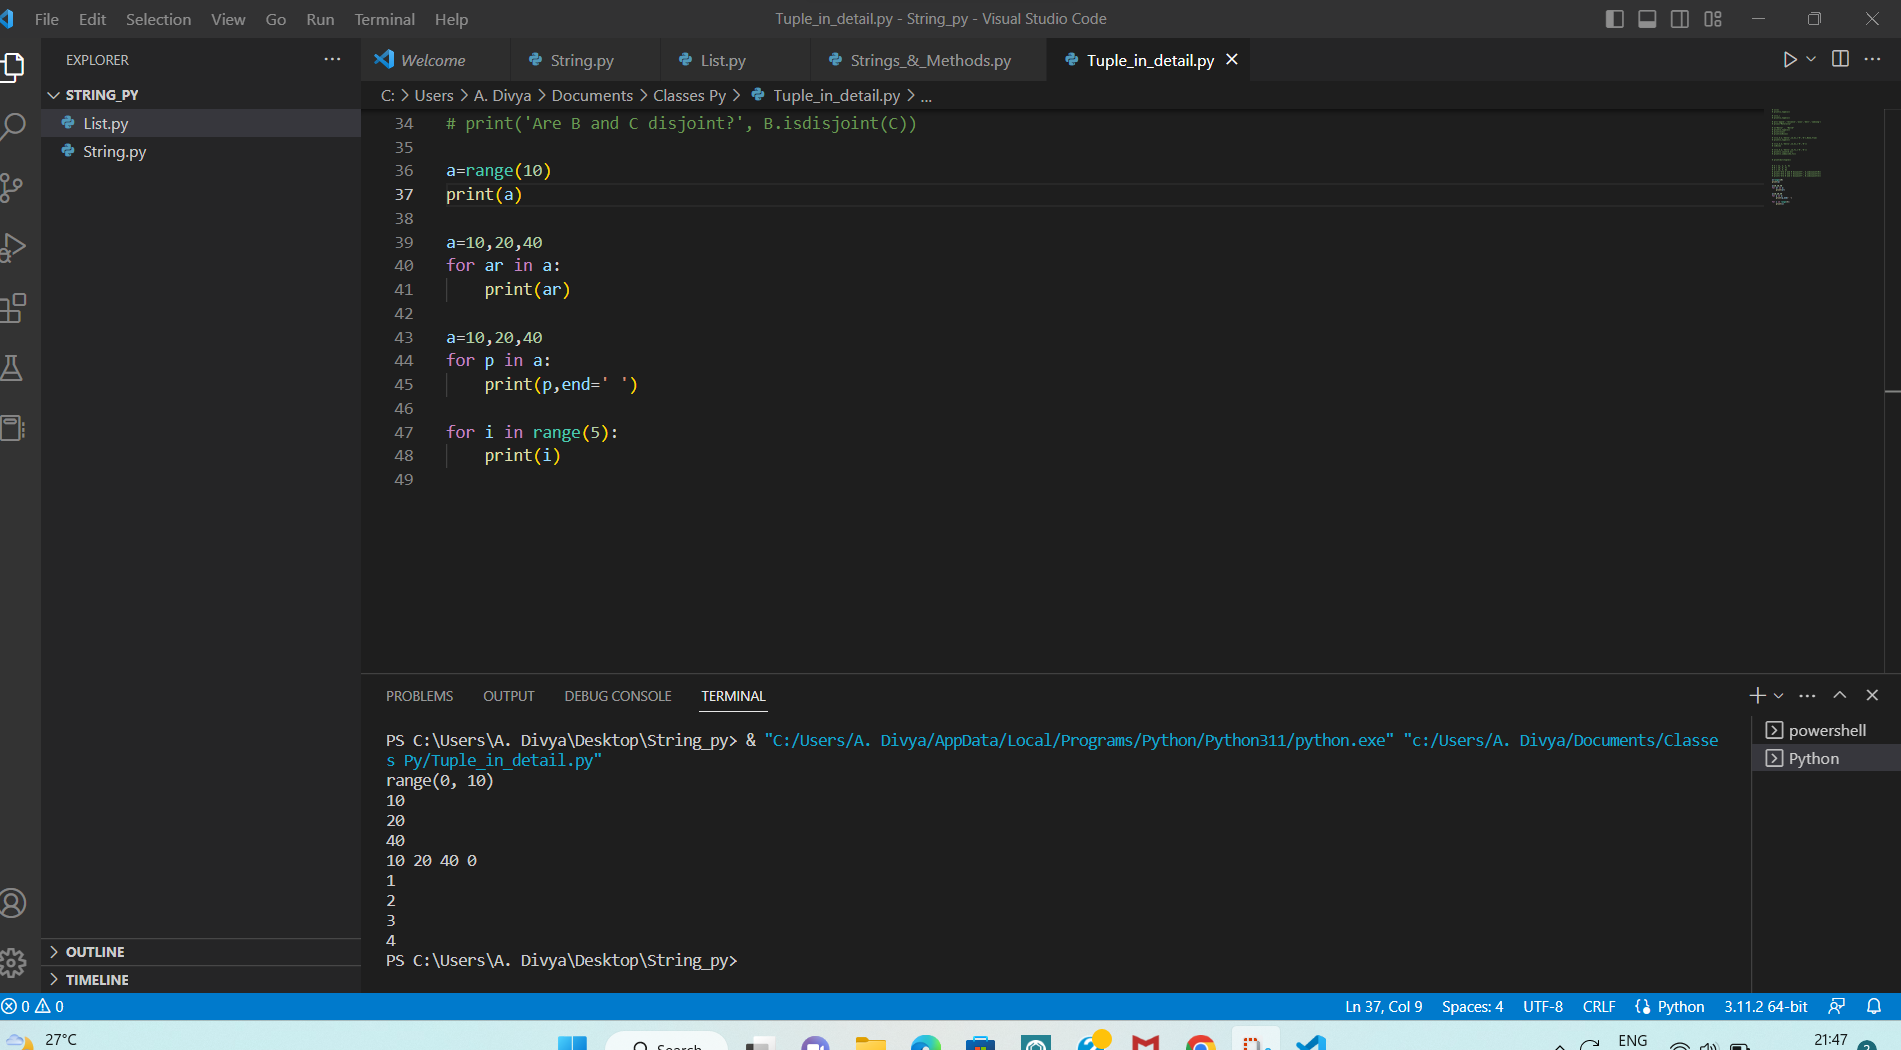 File Edit Selection View Go Run Terminal Help
Tuple_in_detail.py - String_py - Visual Studio Code
EXPLORER
Welcome String.py List.py Strings_&_Methods.py Tuple_in_detail.py
STRING_PY
List.py
String.py
C: > Users > A. Divya > Documents > Classes Py > Tuple_in_detail.py > ...
34 # print('Are B and C disjoint?', B.isdisjoint(C))
35
36 a=range(10)
37 print(a)
38
39 a=10,20,40
40 for ar in a:
41 print(ar)
42
43 a=10,20,40
44 for p in a:
45 print(p,end=' ')
46
47 for i in range(5):
48 print(i)
49
PROBLEMS OUTPUT DEBUG CONSOLE TERMINAL
PS C:\Users\A. Divya\Desktop\String_py> & "C:/Users/A. Divya/AppData/Local/Programs/Python/Python311/python.exe" "c:/Users/A. Divya/Documents/Classe
s Py/Tuple_in_detail.py"
range(0, 10)
10
20
40
10 20 40 0
1
2
3
4
PS C:\Users\A. Divya\Desktop\String_py>
powershell
Python
OUTLINE
TIMELINE
0 0
Ln 37, Col 9 Spaces: 4 UTF-8 CRLF Python 3.11.2 64-bit
27°C
Search
ENG
21:47